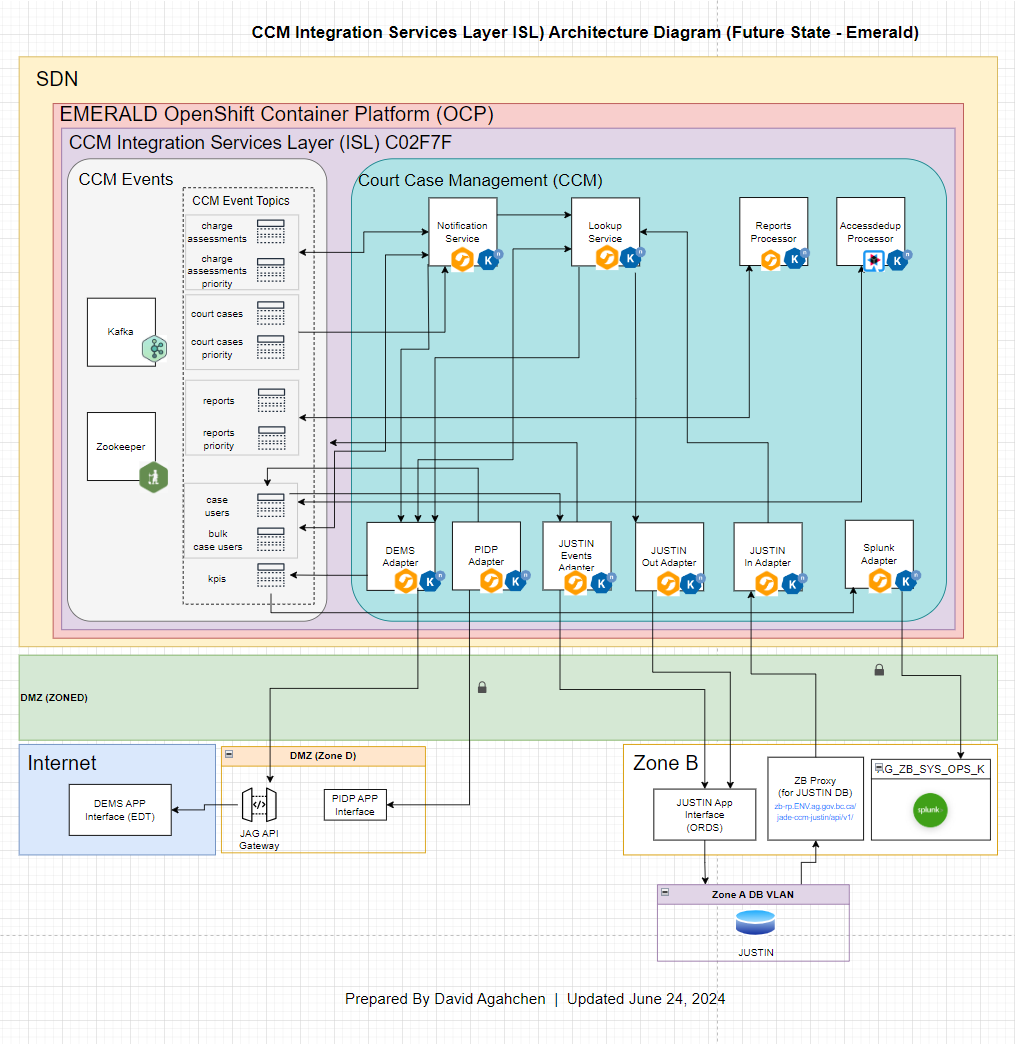 CCM Integration Services Layer ISL) Architecture Diagram (Future State - Emerald)
SDN
EMERALD OpenShift Container Platform (OCP)
CCM Integration Services Layer (ISL) C02F7F
CCM Events
CCM Event Topics
charge
assessments
charge
assessments
priority
court cases
court cases
priority
reports
reports
priority
case
users
bulk
case users
kpis
Kafka
Zookeeper
Court Case Management (CCM)
Notification
Service
K
n
Lookup
Service
K
n
Reports
Processor
K
n
Accessdedup
Processor
K
n
DEMS
Adapter
K
n
PIDP
Adapter
K
n
JUSTIN
Events
Adapter
K
n
JUSTIN
Out Adapter
K
n
JUSTIN
In Adapter
K
n
Splunk
Adapter
K
n
DMZ (ZONED)
Internet
DEMS APP
Interface (EDT)
DMZ (Zone D)
JAG API
Gateway
PIDP APP
Interface
Zone B
JUSTIN App
Interface
(ORDS)
ZB Proxy
(for JUSTIN DB)
zb-rp.ENV.ag.gov.bc.ca/
jade-ccm-justin/api/v1/
G_ZB_SYS_OPS_K
splunk>
Zone A DB VLAN
JUSTIN
Prepared By David Agahchen | Updated June 24, 2024